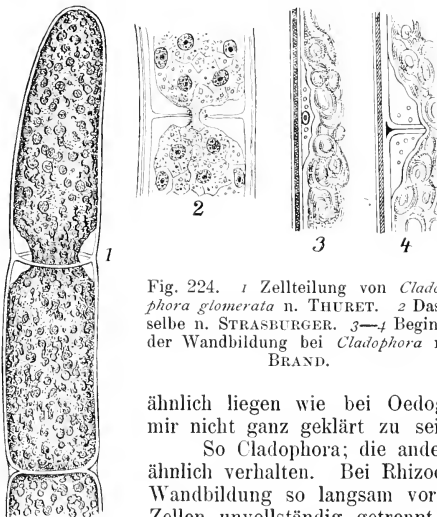 1
2
3
4
Fig. 224. 1 Zellteilung von Clado
phora glomerata n. THURET. 2 Das
selbe n. STRASBURGER. 3—4 Begin
der Wandbildung bei Cladophora n
BRAND.
ähnlich liegen wie bei Oedog
mir nicht ganz geklärt zu sei
So Cladophora; die ande
ähnlich verhalten. Bei Rhizoc
Wandbildung so langsam vor
Zellen unvollständig getrennt